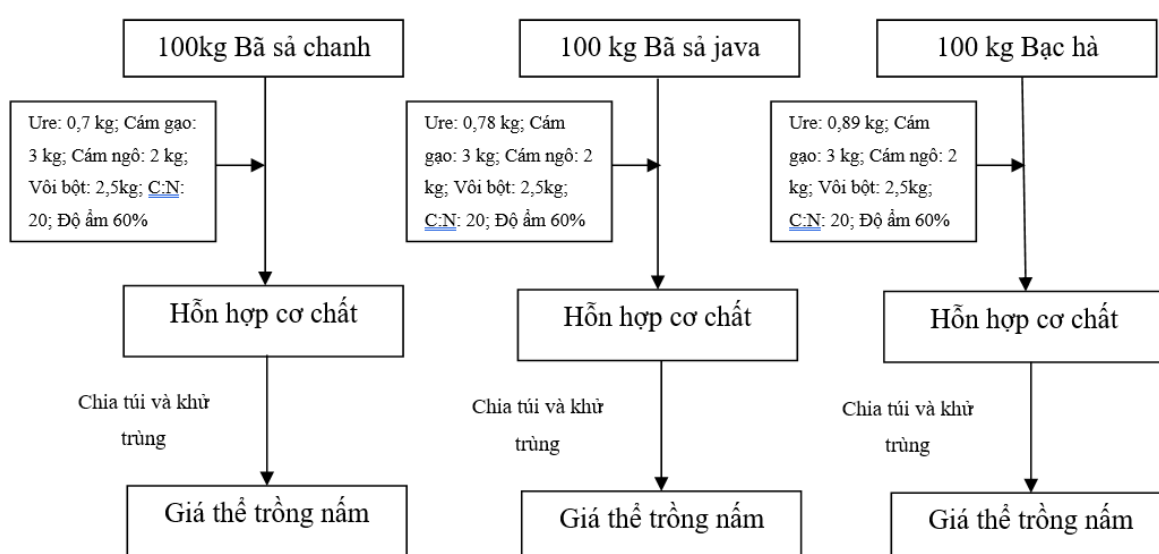 100kg Bã sả chanh
Ure: 0,7 kg; Cám gạo:
3 kg; Cám ngô: 2 kg;
Vôi bột: 2,5kg; C:N:
20; Độ ẩm 60%
Hỗn hợp cơ chất
Chia túi và khử
trùng
Giá thể trồng nấm
100 kg Bã sả java
Ure: 0,78 kg; Cám
gạo: 3 kg; Cám ngô: 2
kg; Vôi bột: 2,5kg;
C:N: 20; Độ ẩm 60%
Hỗn hợp cơ chất
Chia túi và khử
trùng
Giá thể trồng nấm
100 kg Bạc hà
Ure: 0,89 kg; Cám
gạo: 3 kg; Cám ngô: 2
kg; Vôi bột: 2,5kg;
C:N: 20; Độ ẩm 60%
Hỗn hợp cơ chất
Chia túi và khử
trùng
Giá thể trồng nấm